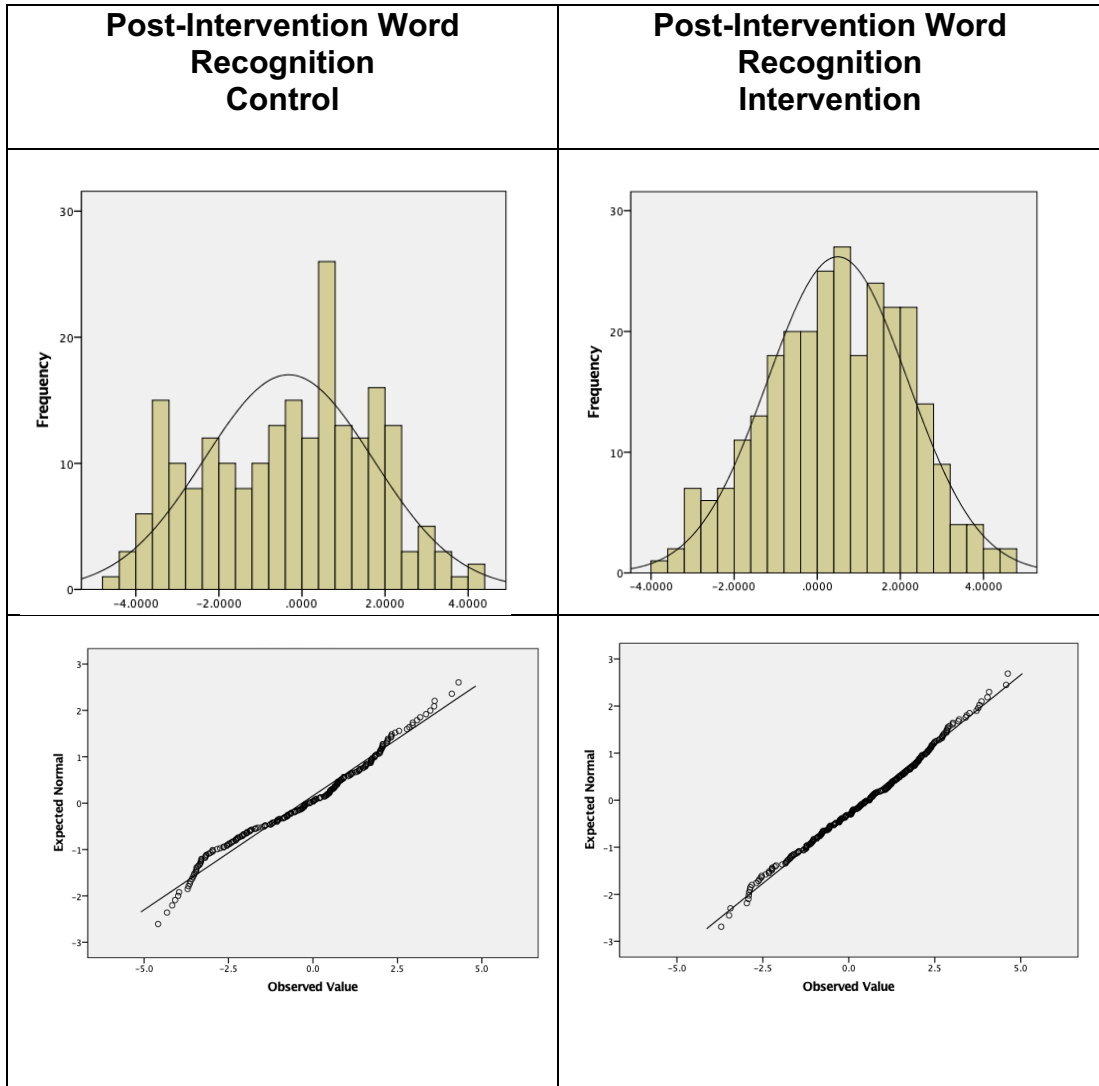 Post-Intervention Word
Recognition
Control
Post-Intervention Word
Recognition
Intervention
30
20
10
0
Frequency
-4.0000 -2.0000 .0000 2.0000 4.0000
30
20
10
0
Frequency
-4.0000 -2.0000 .0000 2.0000 4.0000
3
2
1
0
-1
-2
-3
Expected Normal
-5.0 -2.5 0.0 2.5 5.0
Observed Value
3
2
1
0
-1
-2
-3
Expected Normal
-5.0 -2.5 0.0 2.5 5.0
Observed Value